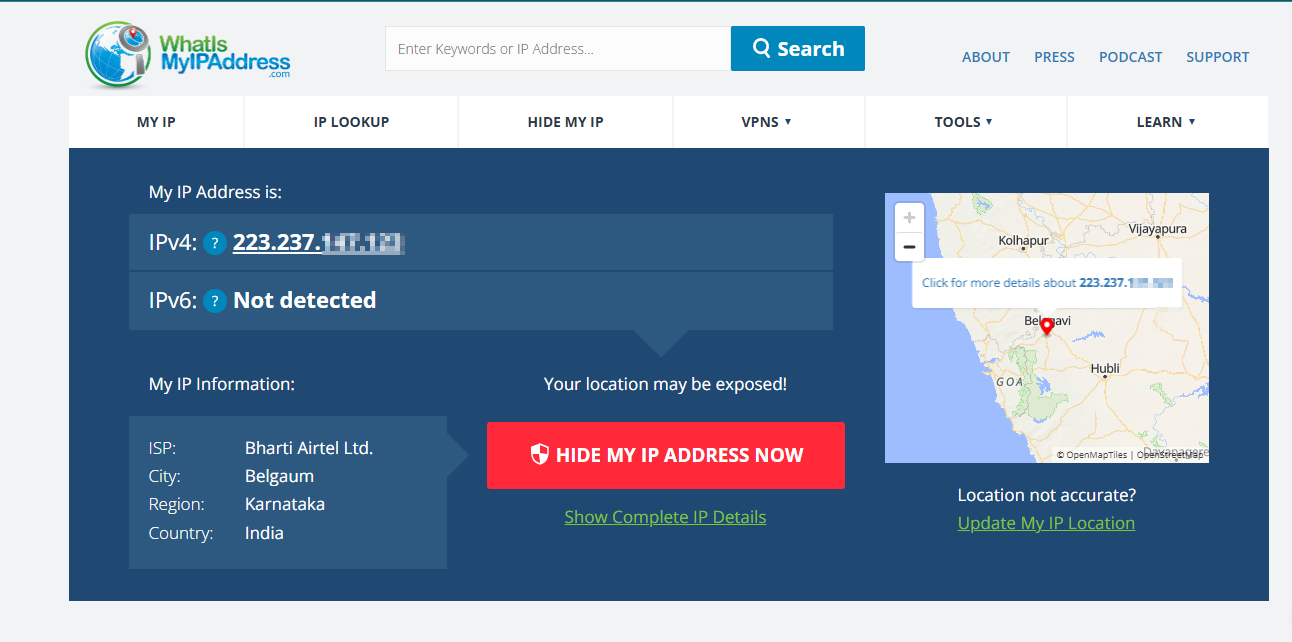 WhatIs
MyIPAddress
.com
Enter Keywords or IP Address...
Search
ABOUT PRESS PODCAST SUPPORT
MY IP IP LOOKUP HIDE MY IP VPNS ▼ TOOLS ▼ LEARN ▼
My IP Address is:
IPv4: ? 223.237.
IPv6: ? Not detected
My IP Information:
ISP: Bharti Airtel Ltd.
City: Belgaum
Region: Karnataka
Country: India
Your location may be exposed!
HIDE MY IP ADDRESS NOW
Show Complete IP Details
+
−
Vijayapura
Kolhapur
Click for more details about 223.237.
Belagavi
Hubli
GOA
Davanagere
© OpenMapTiles | OpenStreetMap
Location not accurate?
Update My IP Location